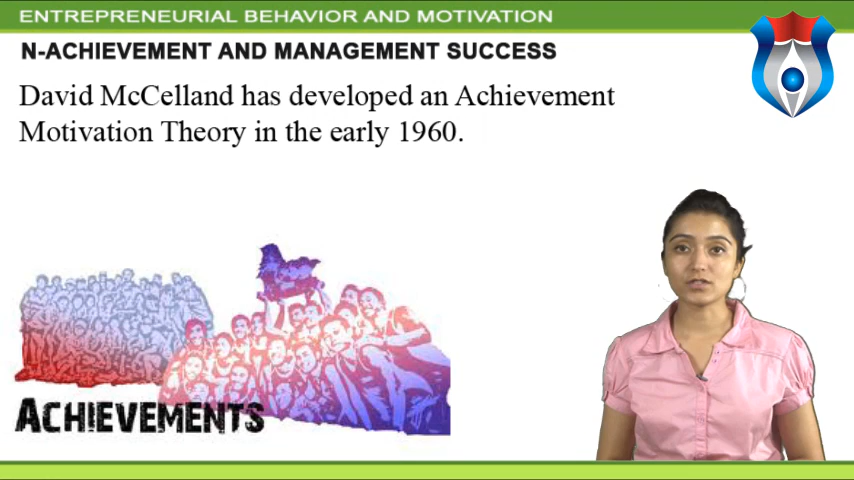 ENTREPRENEURIAL BEHAVIOR AND MOTIVATION
N-ACHIEVEMENT AND MANAGEMENT SUCCESS
David McCelland has developed an Achievement
Motivation Theory in the early 1960.
ACHIEVEMENTS